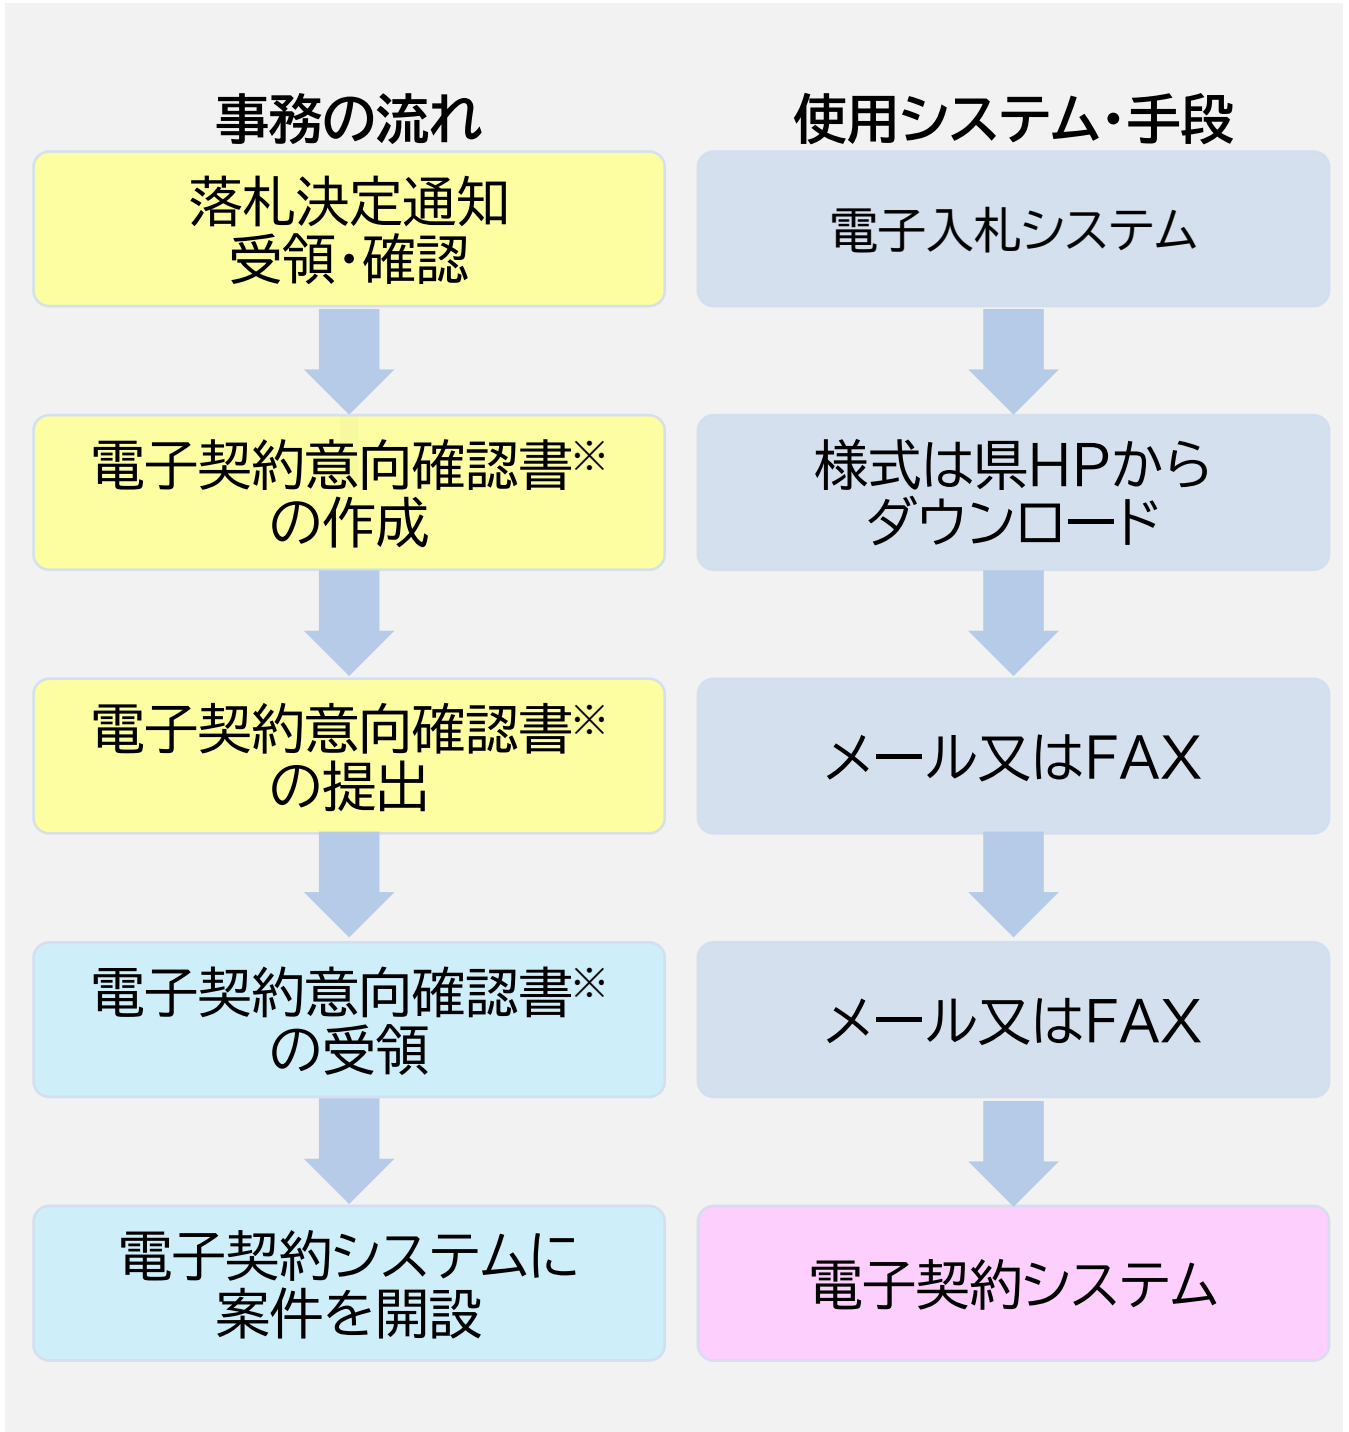 事務の流れ
使用システム・手段
落札決定通知
受領・確認
電子入札システム
電子契約意向確認書※
の作成
様式は県HPから
ダウンロード
電子契約意向確認書※
の提出
メール又はFAX
電子契約意向確認書※
の受領
メール又はFAX
電子契約システムに
案件を開設
電子契約システム